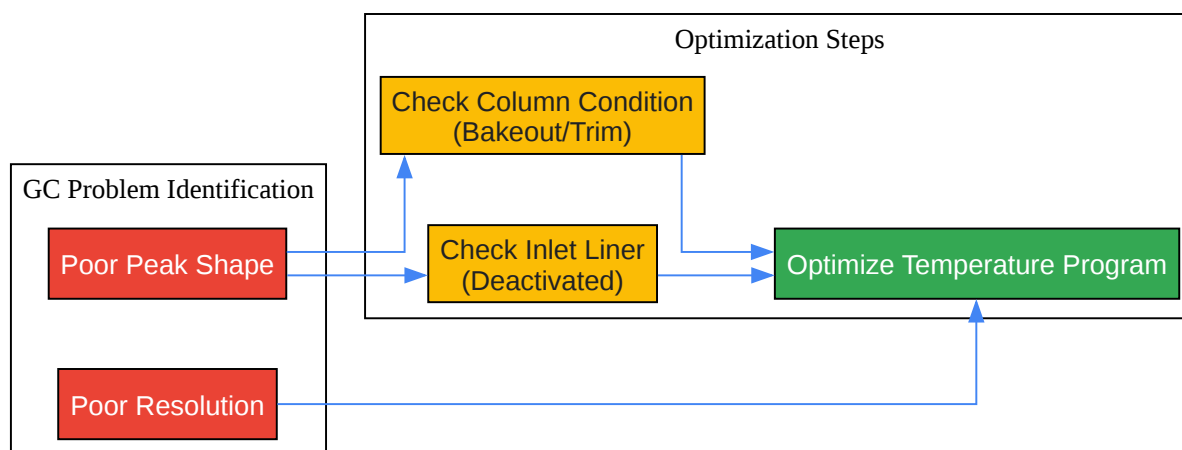 GC Problem Identification
Poor Peak Shape
Poor Resolution
Optimization Steps
Check Column Condition
(Bakeout/Trim)
Check Inlet Liner
(Deactivated)
Optimize Temperature Program